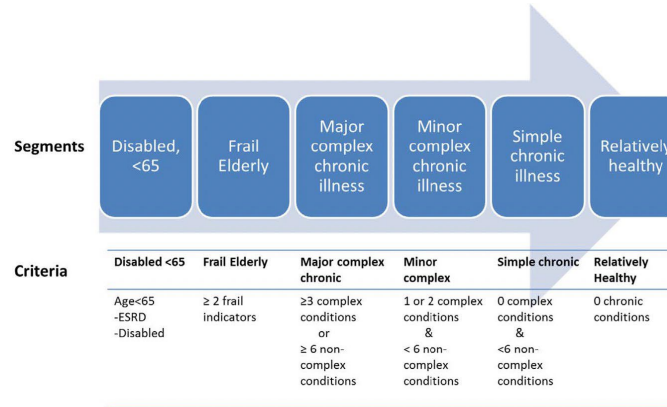 Segments
Disabled,
<65
Frail
Elderly
Major
complex
chronic
illness
Minor
complex
chronic
illness
Simple
chronic
illness
Relatively
healthy
Criteria
Disabled <65
Frail Elderly
Major complex
chronic
Minor
complex
Simple chronic
Relatively
Healthy
Age<65
-ESRD
-Disabled
≥ 2 frail
indicators
≥3 complex
conditions
or
≥ 6 non-
complex
conditions
1 or 2 complex
conditions
&
< 6 non-
complex
conditions
0 complex
conditions
&
<6 non-
complex
conditions
0 chronic
conditions